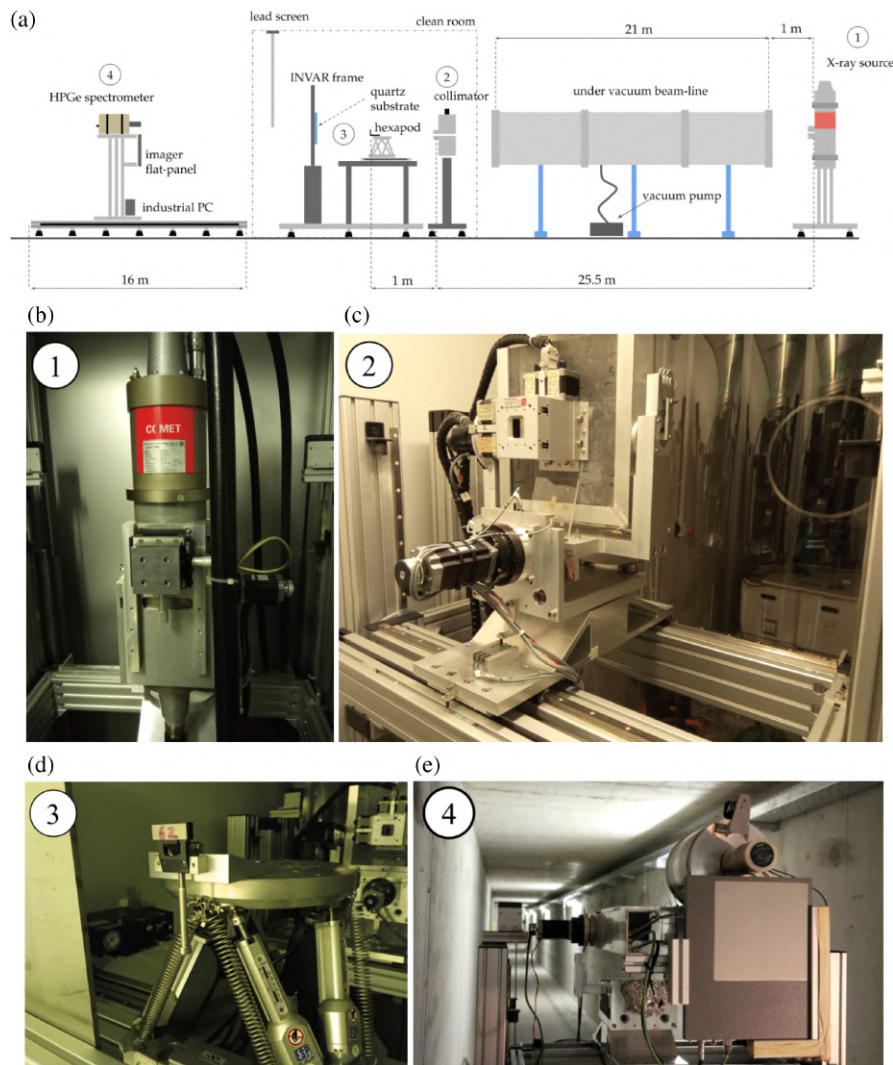 (a)
lead screen
clean room
21 m
1 m
1
X-ray source
4
HPGe spectrometer
INVAR frame
2
collimator
quartz
substrate
under vacuum beam-line
3
hexapod
imager
flat-panel
industrial PC
vacuum pump
16 m
1 m
25.5 m
(b)
(c)
1
COMET
2
(d)
(e)
3
62
4